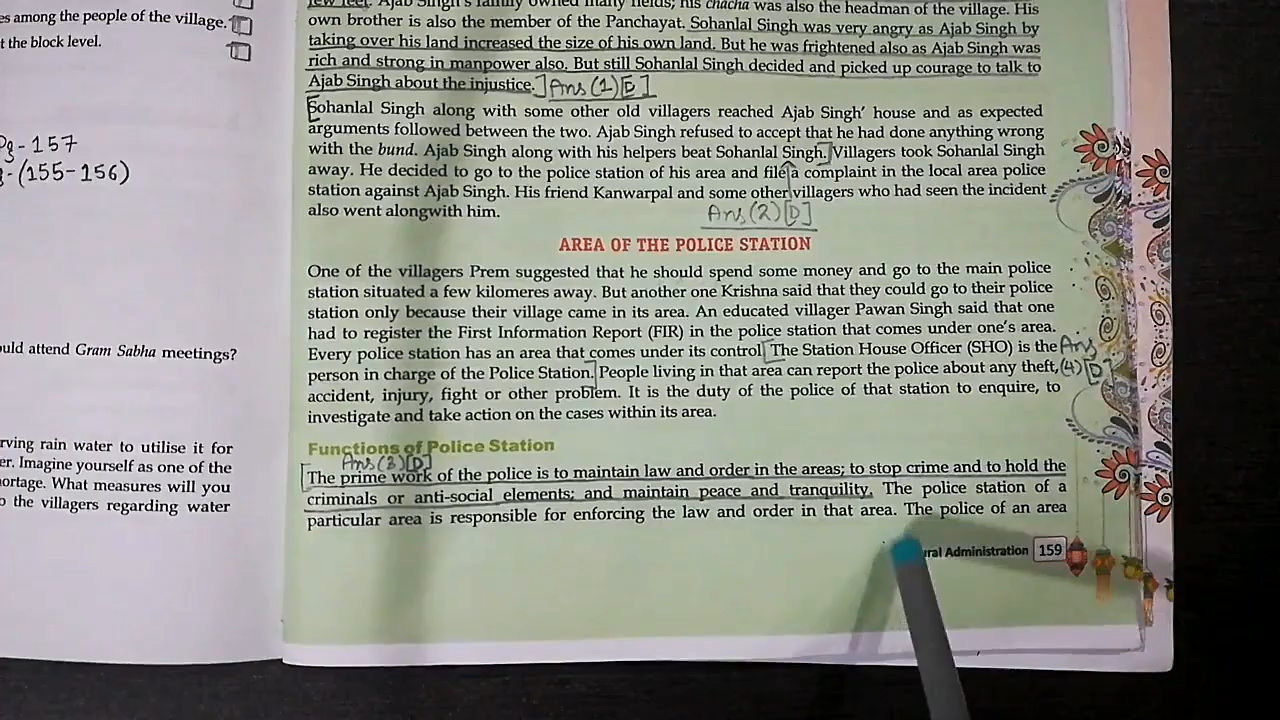 es among the people of the village.
t the block level.
Pg-157
-(155-156)
ould attend Gram Sabha meetings?
rving rain water to utilise it for
er. Imagine yourself as one of the
ortage. What measures will you
o the villagers regarding water
few feet. Ajab Singh's family owned many fields; his chacha was also the headman of the village. His
own brother is also the member of the Panchayat. Sohanlal Singh was very angry as Ajab Singh by
taking over his land increased the size of his own land. But he was frightened also as Ajab Singh was
rich and strong in manpower also. But still Sohanlal Singh decided and picked up courage to talk to
Ajab Singh about the injustice.] Ans(1)[D]
[Sohanlal Singh along with some other old villagers reached Ajab Singh' house and as expected
arguments followed between the two. Ajab Singh refused to accept that he had done anything wrong
with the bund. Ajab Singh along with his helpers beat Sohanlal Singh.] Villagers took Sohanlal Singh
away. He decided to go to the police station of his area and file a complaint in the local area police
station against Ajab Singh. His friend Kanwarpal and some other villagers who had seen the incident
also went alongwith him. Ans(2)[D]
AREA OF THE POLICE STATION
One of the villagers Prem suggested that he should spend some money and go to the main police
station situated a few kilomeres away. But another one Krishna said that they could go to their police
station only because their village came in its area. An educated villager Pawan Singh said that one
had to register the First Information Report (FIR) in the police station that comes under one's area.
Every police station has an area that comes under its control. [The Station House Officer (SHO) is the Ans
person in charge of the Police Station.] People living in that area can report the police about any theft, (4)[D]
accident, injury, fight or other problem. It is the duty of the police of that station to enquire, to
investigate and take action on the cases within its area.
Functions of Police Station
Ans(3)[D]
[The prime work of the police is to maintain law and order in the areas; to stop crime and to hold the
criminals or anti-social elements; and maintain peace and tranquility. The police station of a
particular area is responsible for enforcing the law and order in that area. The police of an area
ural Administration 159